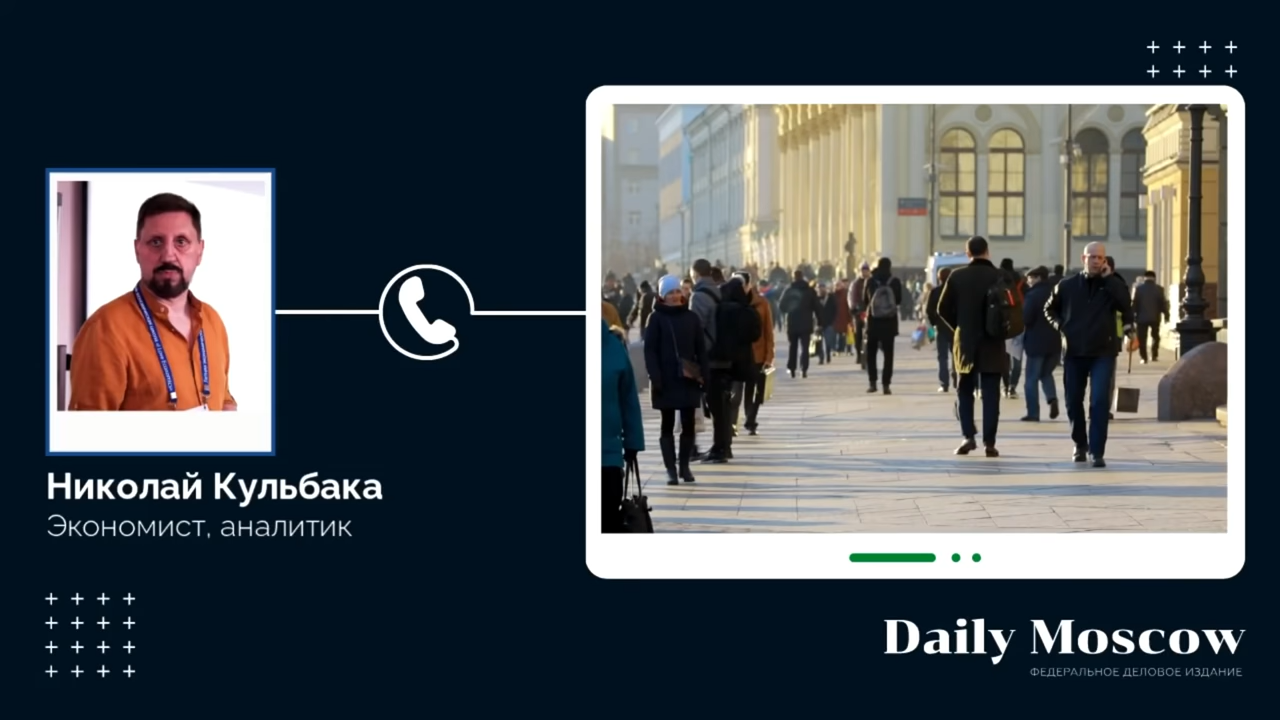 Николай Кульбака
Экономист, аналитик
Daily Moscow
ФЕДЕРАЛЬНОЕ ДЕЛОВОЕ ИЗДАНИЕ